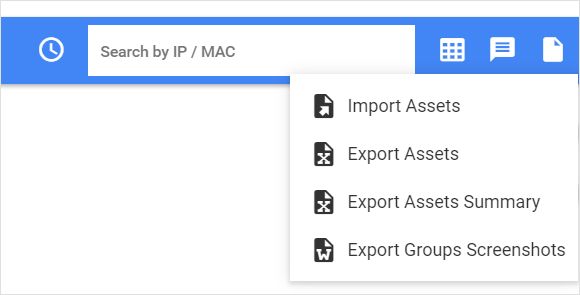 Search by IP / MAC
Import Assets
Export Assets
Export Assets Summary
Export Groups Screenshots